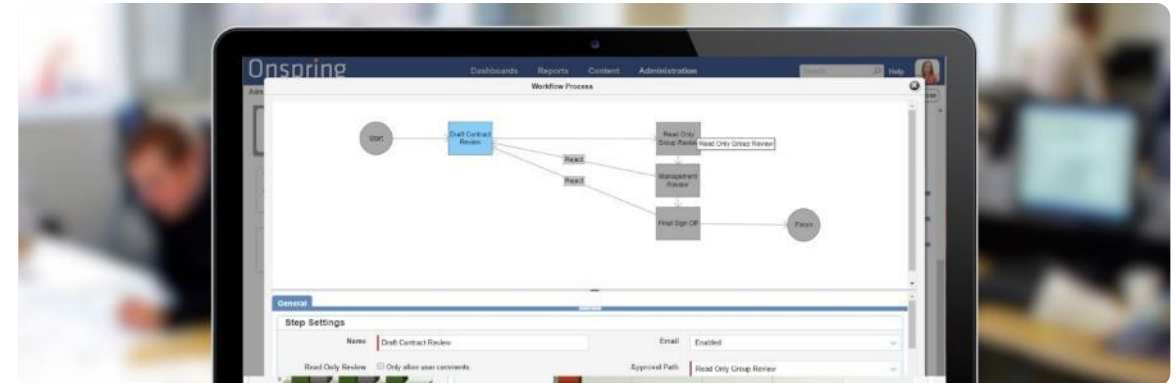 Onspring
Dashboards Reports Content Administration
Search
Help
Workflow Process
Start
Draft Contract
Review
Read Only
Group Review
Read Only Group Review
Reject
Management
Review
Reject
Final Sign Off
Finish
General
Step Settings
Name
Draft Contract Review
Email
Enabled
Read Only Review
Only allow user comments
Approval Path
Read Only Group Review